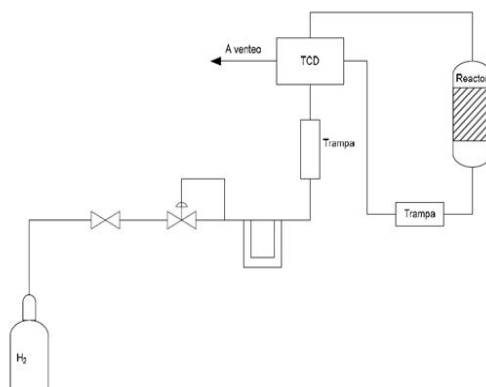 A venteo
TCD
Reactor
Trampa
Trampa
H₂